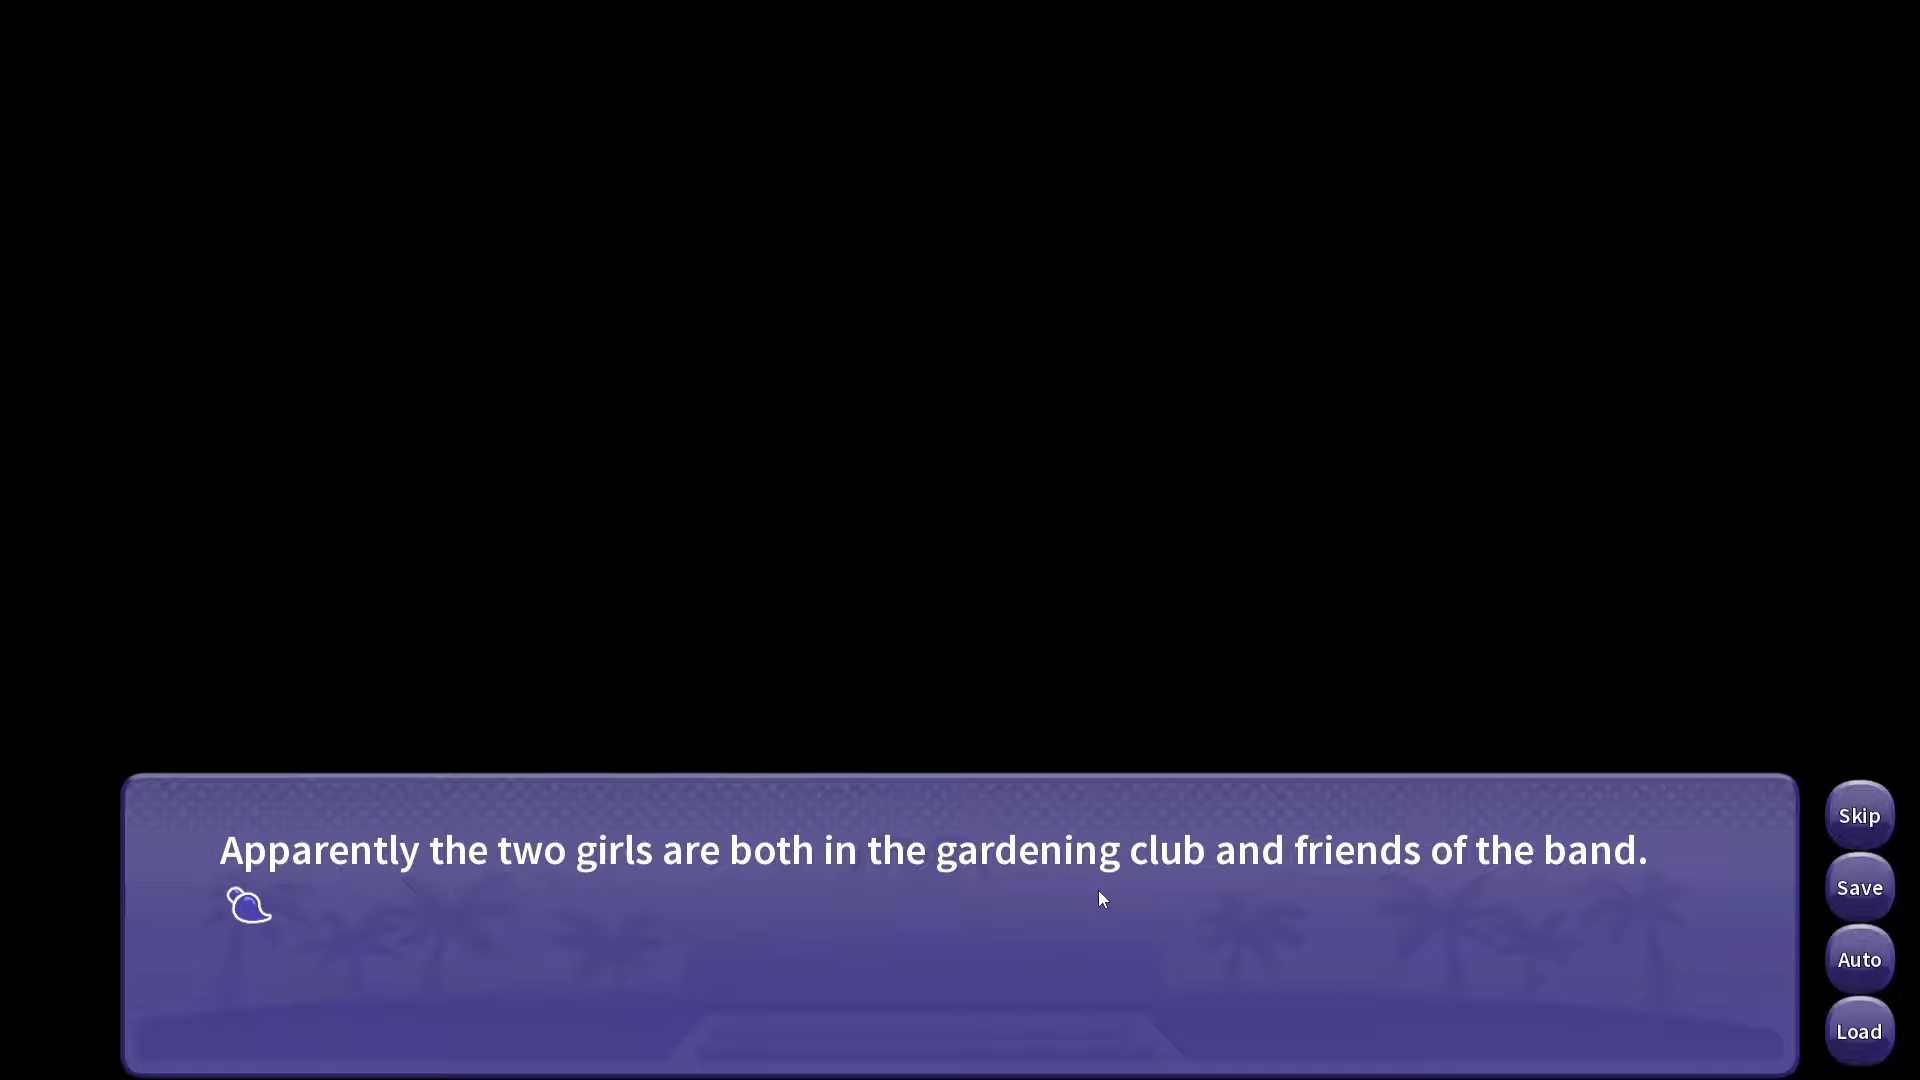 Apparently the two girls are both in the gardening club and friends of the band.
Skip
Save
Auto
Load